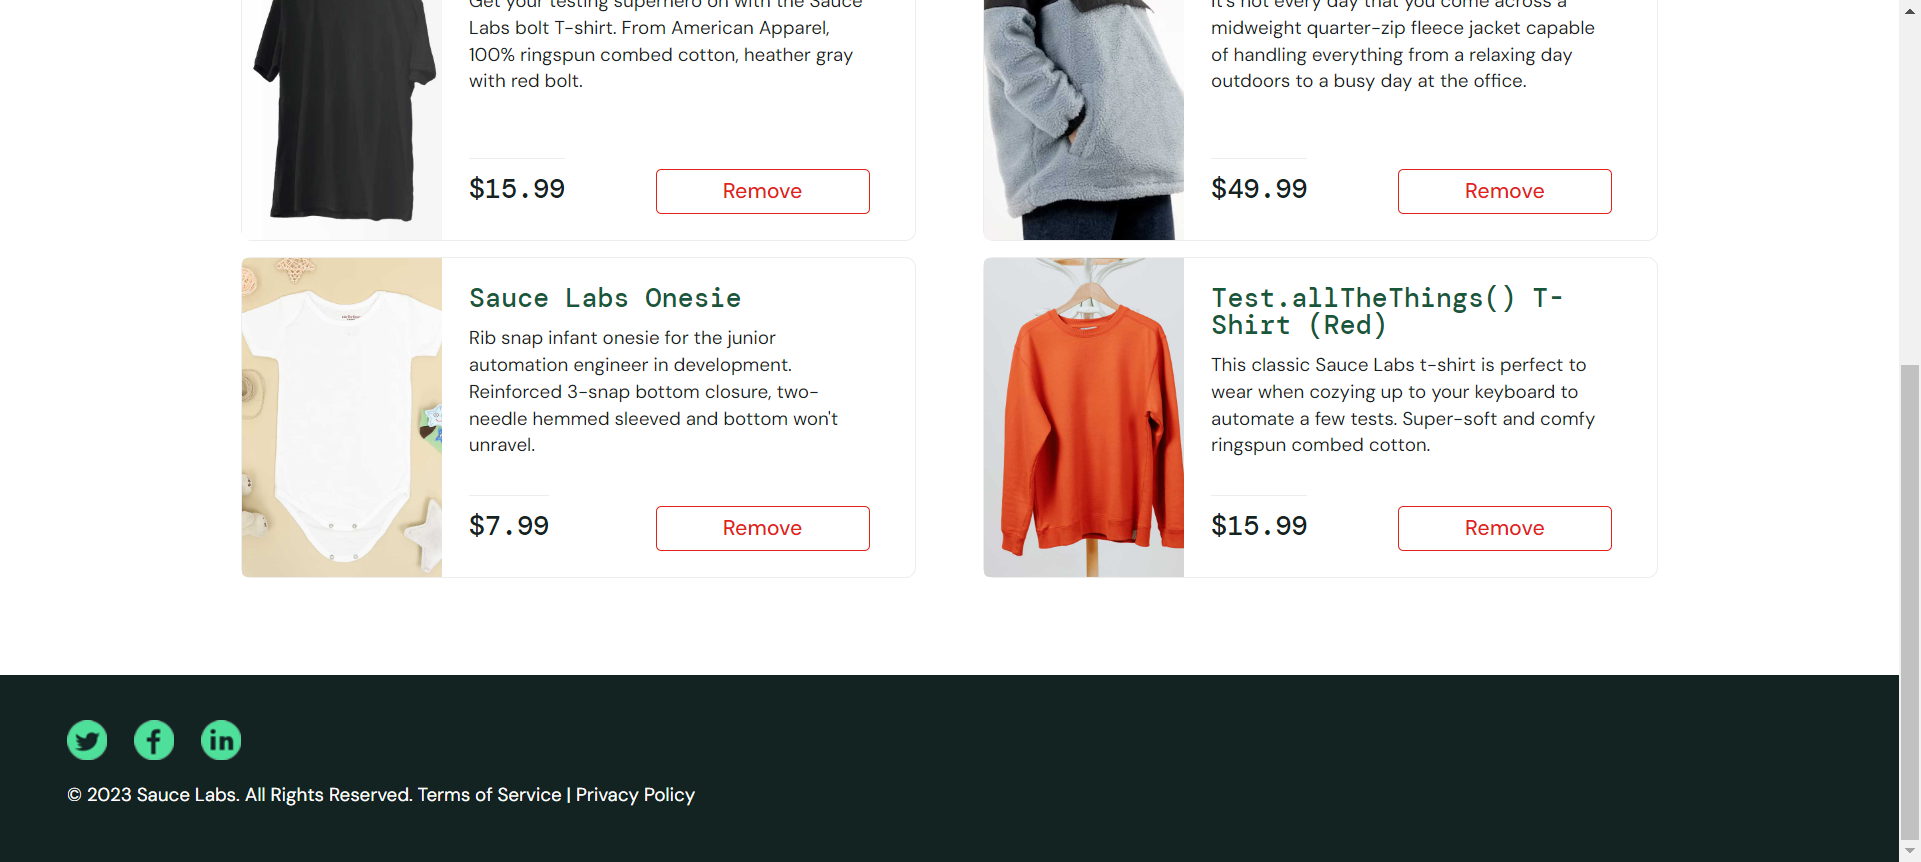 Get your testing superhero on with the Sauce
Labs bolt T-shirt. From American Apparel,
100% ringspun combed cotton, heather gray
with red bolt.
$15.99
Remove
It's not every day that you come across a
midweight quarter-zip fleece jacket capable
of handling everything from a relaxing day
outdoors to a busy day at the office.
$49.99
Remove
Sauce Labs Onesie
Rib snap infant onesie for the junior
automation engineer in development.
Reinforced 3-snap bottom closure, two-
needle hemmed sleeved and bottom won't
unravel.
$7.99
Remove
Test.allTheThings() T-
Shirt (Red)
This classic Sauce Labs t-shirt is perfect to
wear when cozying up to your keyboard to
automate a few tests. Super-soft and comfy
ringspun combed cotton.
$15.99
Remove
© 2023 Sauce Labs. All Rights Reserved. Terms of Service | Privacy Policy